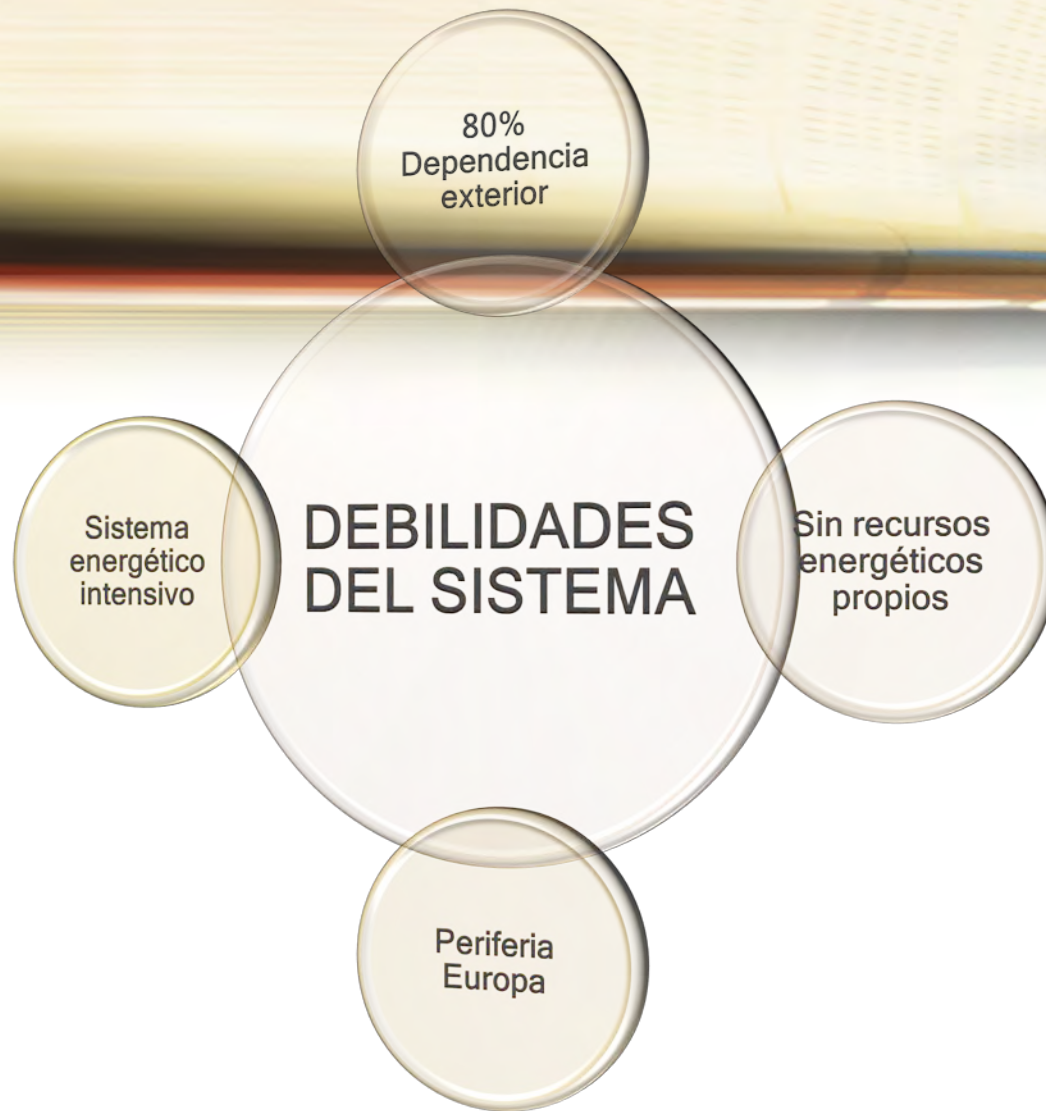 80%
Dependencia
exterior
Sistema
energético
intensivo
DEBILIDADES
DEL SISTEMA
Sin recursos
energéticos
propios
Periferia
Europa